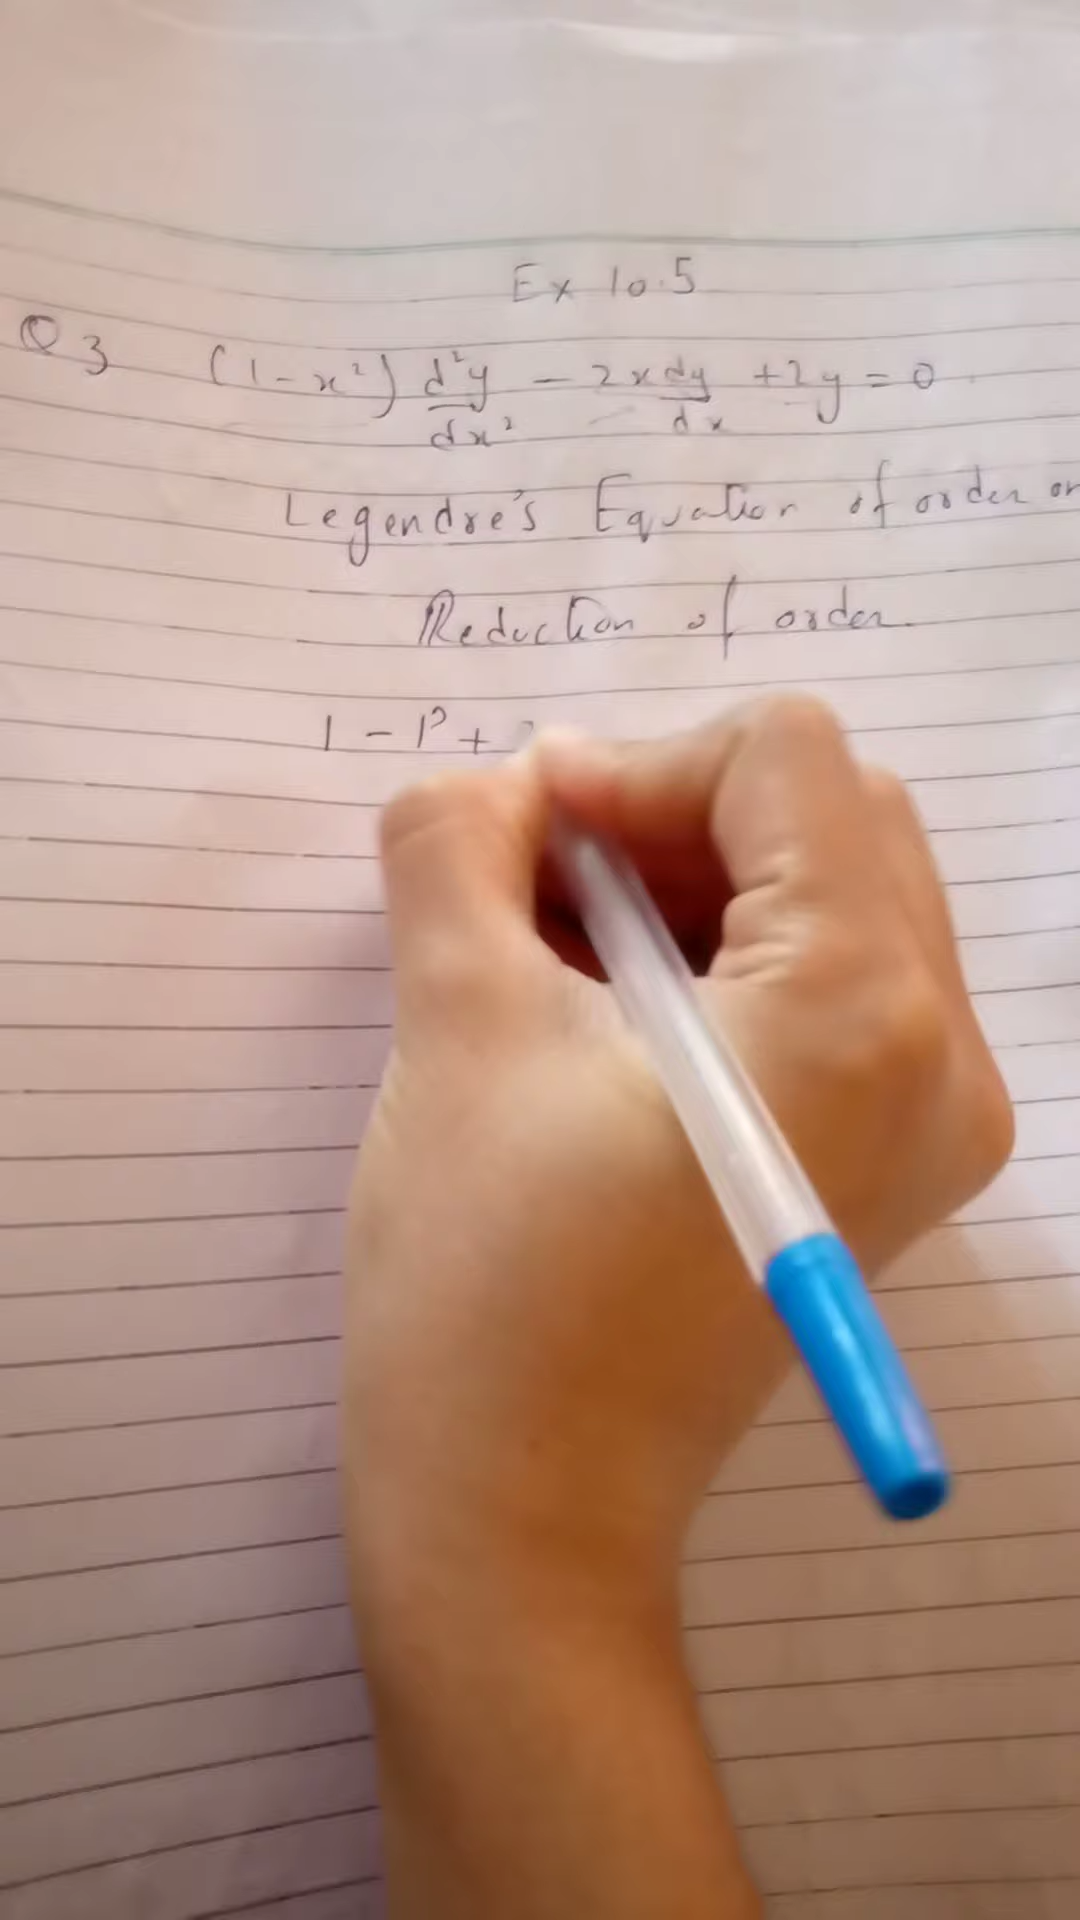 Ex 10.5
Q3 (1-x²) d²y/dx² - 2x dy/dx + 2y = 0
Legendre's Equation of order
Reduction of order.
1 - P +